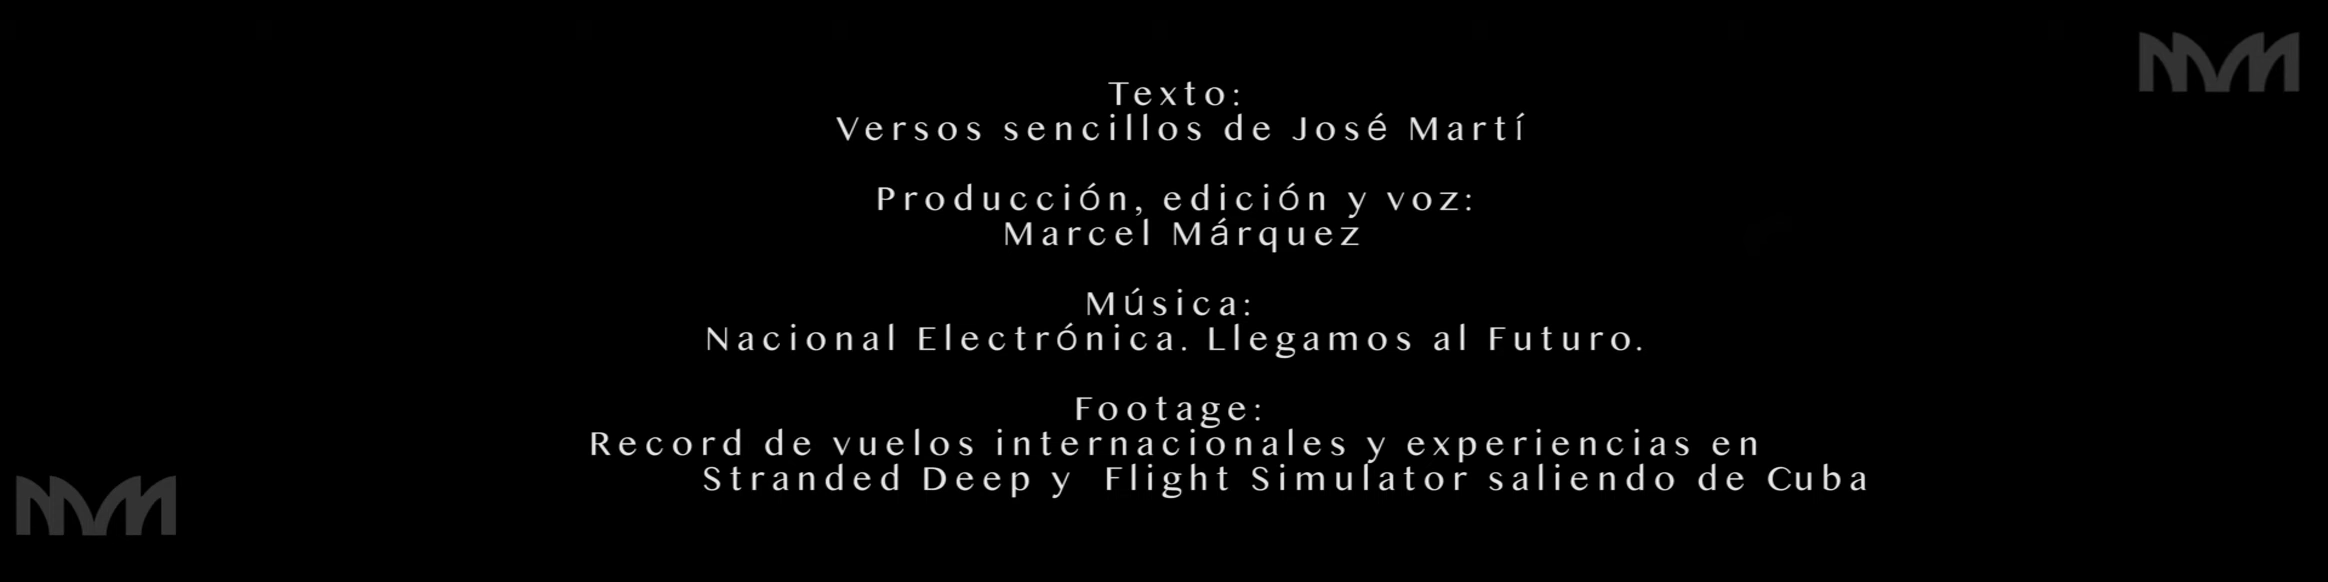 Texto:
Versos sencillos de José Martí
Producción, edición y voz:
Marcel Márquez
Música:
Nacional Electrónica. Llegamos al Futuro.
Footage:
Record de vuelos internacionales y experiencias en
Stranded Deep y  Flight Simulator saliendo de Cuba